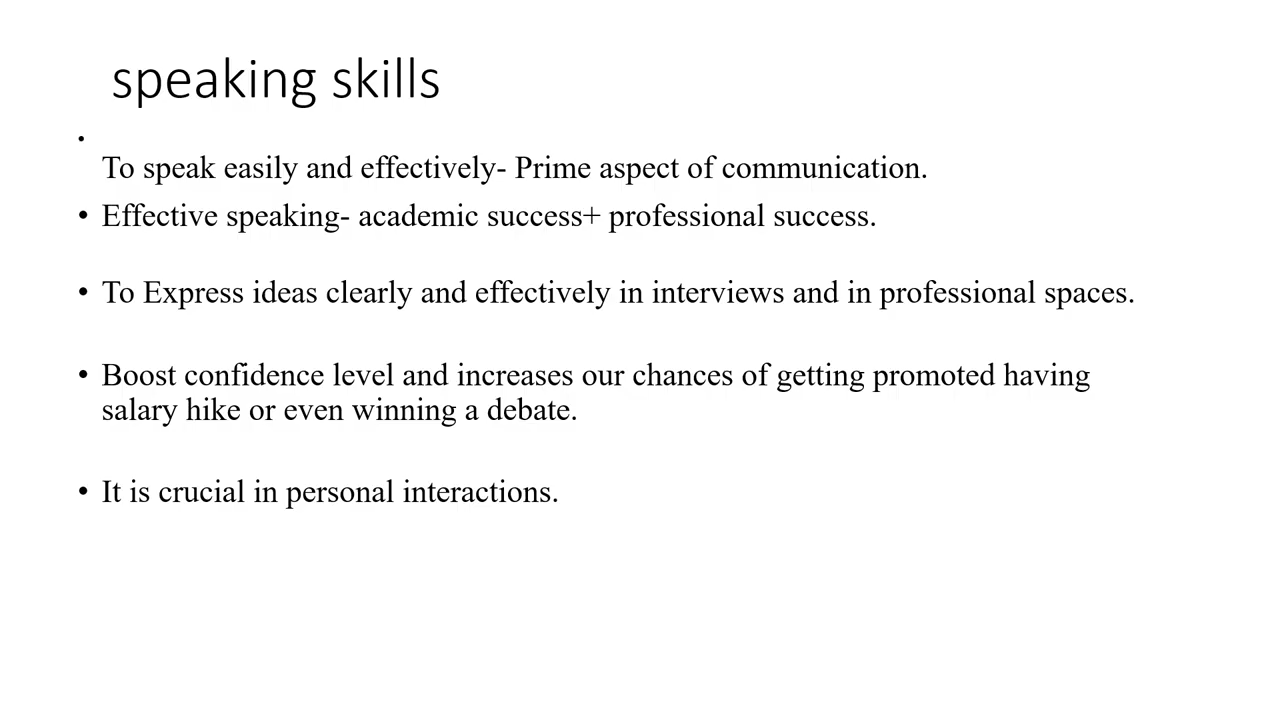 speaking skills
•
To speak easily and effectively- Prime aspect of communication.
• Effective speaking- academic success+ professional success.
• To Express ideas clearly and effectively in interviews and in professional spaces.
• Boost confidence level and increases our chances of getting promoted having
salary hike or even winning a debate.
• It is crucial in personal interactions.